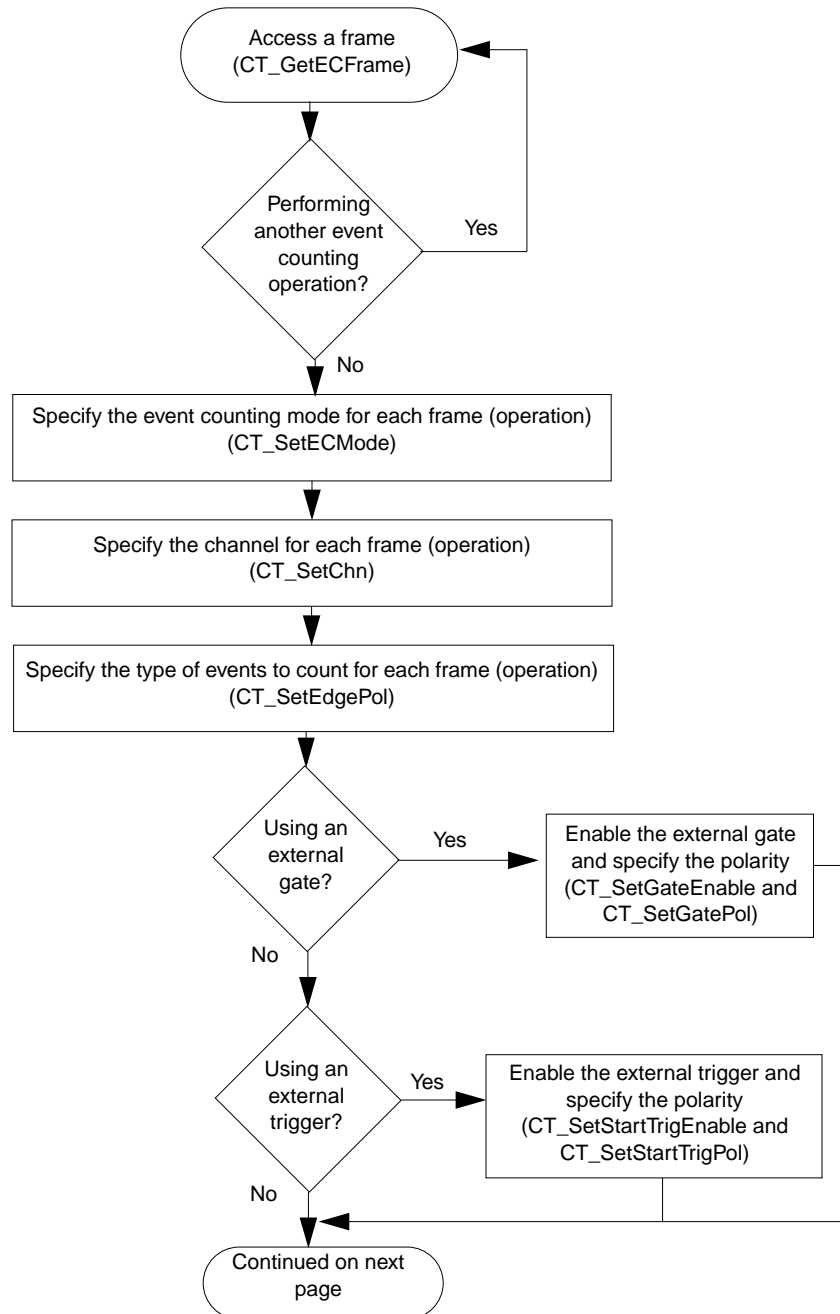 Access a frame
(CT_GetECFrame)
Performing
another event
counting
operation?
Yes
No
Specify the event counting mode for each frame (operation)
(CT_SetECMode)
Specify the channel for each frame (operation)
(CT_SetChn)
Specify the type of events to count for each frame (operation)
(CT_SetEdgePol)
Using an
external
gate?
Yes
Enable the external gate
and specify the polarity
(CT_SetGateEnable and
CT_SetGatePol)
No
Using an
external
trigger?
Yes
Enable the external trigger and
specify the polarity
(CT_SetStartTrigEnable and
CT_SetStartTrigPol)
No
Continued on next
page